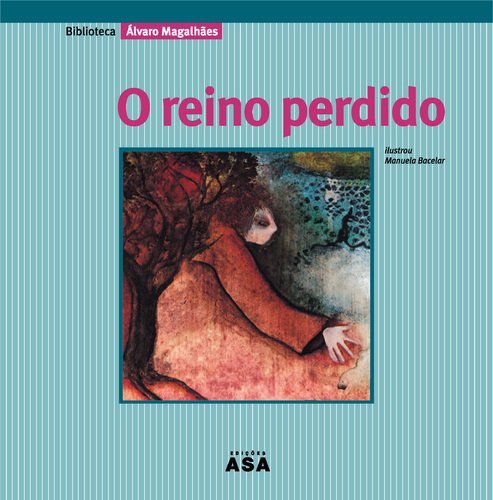 Biblioteca Álvaro Magalhães
O reino perdido
ilustrou
Manuela Bacelar
EDIÇÕES
ASA